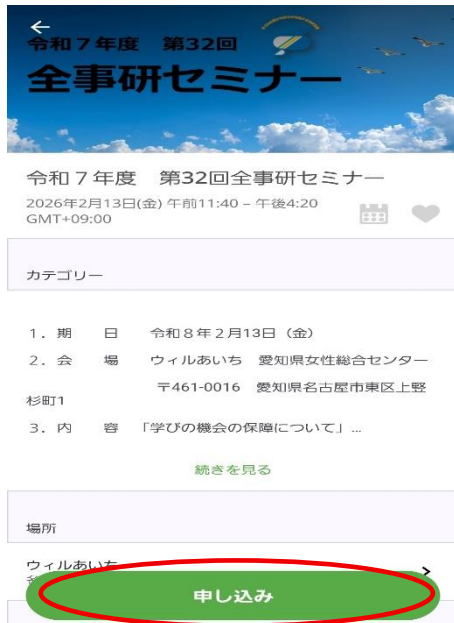 令和７年度　第32回
全事研セミナー
令和７年度　第32回全事研セミナー
2026年2月13日(金) 午前11:40 – 午後4:20
GMT+09:00
カテゴリー
1．期　　日　　令和８年２月13日（金）
2．会　　場　　ウィルあいち　愛知県女性総合センター
〒461-0016　愛知県名古屋市東区上竪
杉町1
3．内　　容　「学びの機会の保障について」...
続きを見る
場所
ウィルあいち
申し込み